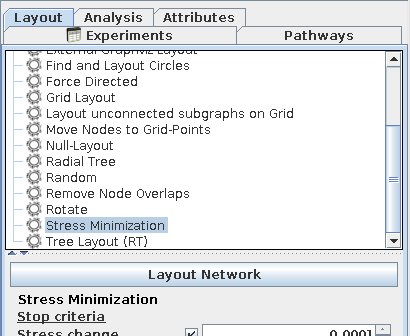 Layout Analysis Attributes
Experiments Pathways
External Graphviz Layout
Find and Layout Circles
Force Directed
Grid Layout
Layout unconnected subgraphs on Grid
Move Nodes to Grid-Points
Null-Layout
Radial Tree
Random
Remove Node Overlaps
Rotate
Stress Minimization
Tree Layout (RT)
Layout Network
Stress Minimization
Stop criteria
Stress change 0.0001